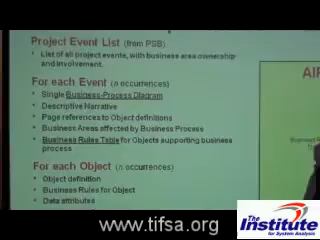 Project Event List (from PSB)
• List of all project events, with business area ownership
and involvement.
For each Event (n occurrences)
• Single Business-Process Diagram
• Descriptive Narrative
• Page references to Object definitions
• Business Areas affected by Business Process
• Business Rules Table for Objects supporting business
process
For each Object (n occurrences)
• Object definition
• Business Rules for Object
• Data attributes
www.tifsa.org
The
Institute
for System Analysis